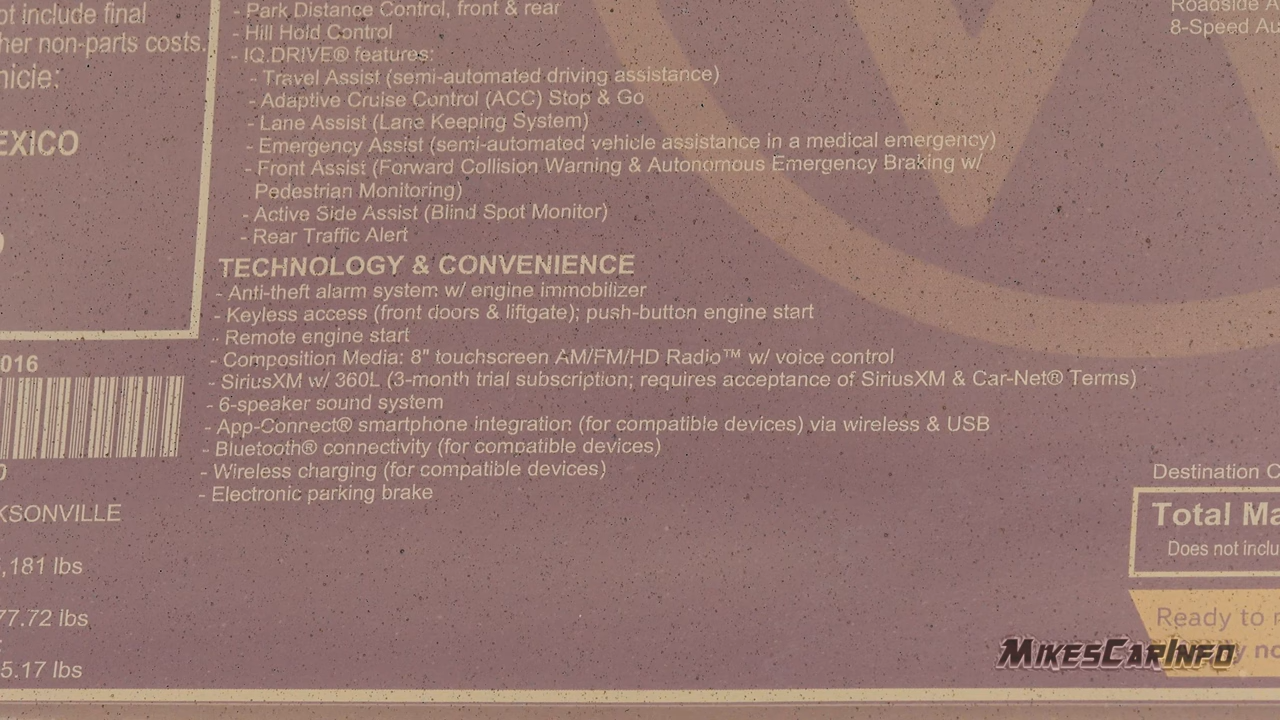 ot include final
her non-parts costs.
hicle:
EXICO
016
KSONVILLE
,181 lbs
77.72 lbs
5.17 lbs
- Park Distance Control, front & rear
- Hill Hold Control
- IQ.DRIVE® features:
- Travel Assist (semi-automated driving assistance)
- Adaptive Cruise Control (ACC) Stop & Go
- Lane Assist (Lane Keeping System)
- Emergency Assist (semi-automated vehicle assistance in a medical emergency)
- Front Assist (Forward Collision Warning & Autonomous Emergency Braking w/
Pedestrian Monitoring)
- Active Side Assist (Blind Spot Monitor)
- Rear Traffic Alert
TECHNOLOGY & CONVENIENCE
- Anti-theft alarm system w/ engine immobilizer
- Keyless access (front doors & liftgate); push-button engine start
- Remote engine start
- Composition Media: 8" touchscreen AM/FM/HD Radio™ w/ voice control
- SiriusXM w/ 360L (3-month trial subscription; requires acceptance of SiriusXM & Car-Net® Terms)
- 6-speaker sound system
- App-Connect® smartphone integration (for compatible devices) via wireless & USB
- Bluetooth® connectivity (for compatible devices)
- Wireless charging (for compatible devices)
- Electronic parking brake
Roadside A
8-Speed Au
Destination C
Total Ma
Does not inclu
Ready to
y no
MIKESCARINFO